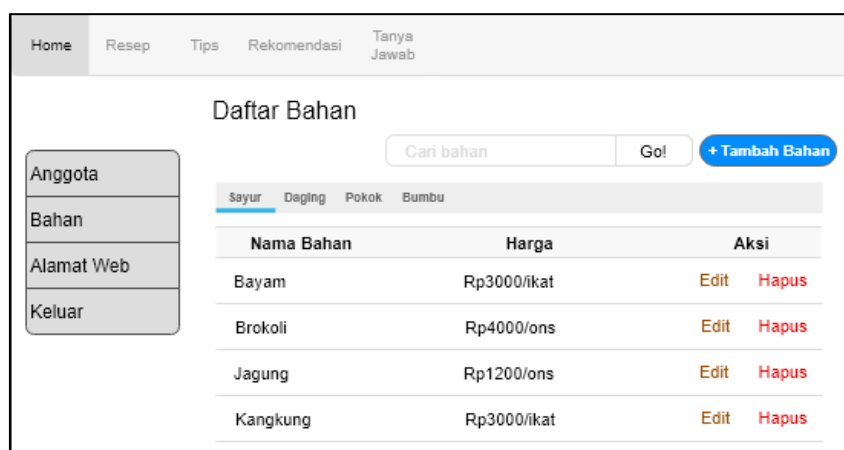 Home Resep Tips Rekomendasi Tanya
Jawab
Daftar Bahan
Cari bahan Go! + Tambah Bahan
Anggota
Bahan
Alamat Web
Keluar
Sayur Daging Pokok Bumbu
Nama Bahan Harga Aksi
Bayam Rp3000/ikat Edit Hapus
Brokoli Rp4000/ons Edit Hapus
Jagung Rp1200/ons Edit Hapus
Kangkung Rp3000/ikat Edit Hapus